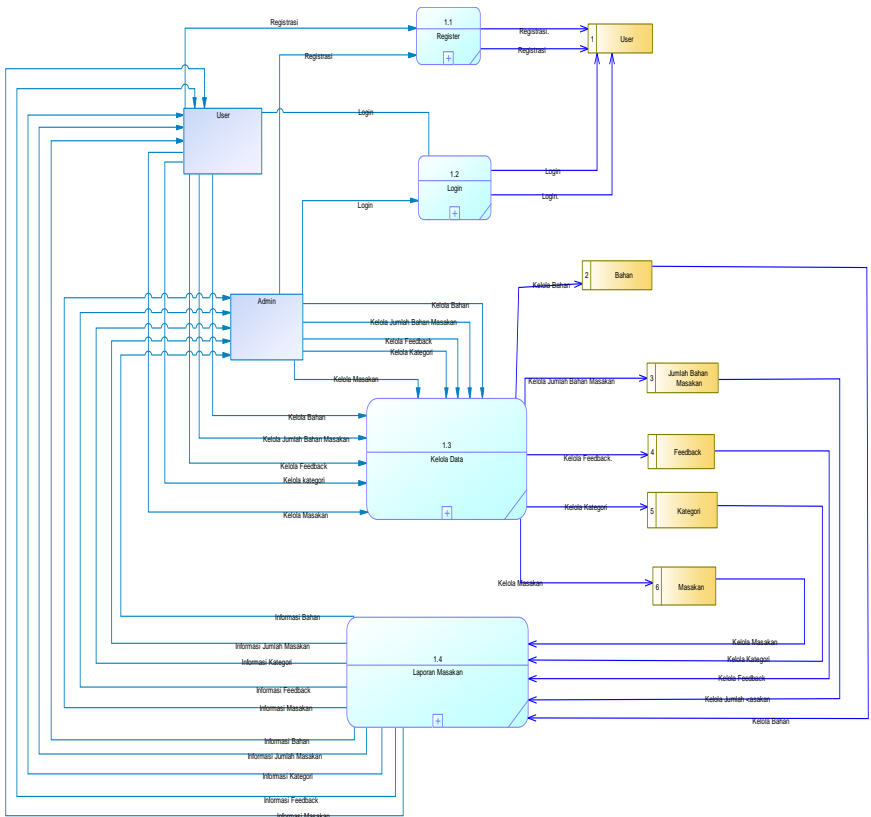 1.1
Registrasi
Registrasi.
1
User
Register
Registrasi
Registrasi
User
Login
1.2
Login
Login
Login.
Login
Bahan
2
Kelola Bahan
Admin
Kelola Bahan
Kelola Jumlah Bahan Masakan
Kelola Feedback
Kelola Kategori
Kelola Masakan
Kelola Jumlah Bahan Masakan
3
Jumlah Bahan
Masakan
Kelola Bahan
Kelola Jumlah Bahan Masakan
1.3
Kelola Data
Kelola Feedback.
4
Feedback
Kelola Feedback
Kelola kategori
Kelola Kategori
5
Kategori
Kelola Masakan
Kelola Masakan
6
Masakan
Informasi Bahan
Informasi Jumlah Masakan
Informasi Kategori
Informasi Feedback
Informasi Masakan
1.4
Laporan Masakan
Kelola Masakan
Kelola Kategori
Kelola Feedback
Kelola Jumlah <asakan
Kelola Bahan
Informasi Bahan
Informasi Jumlah Masakan
Informasi Kategori
Informasi Feedback
Informasi Masakan